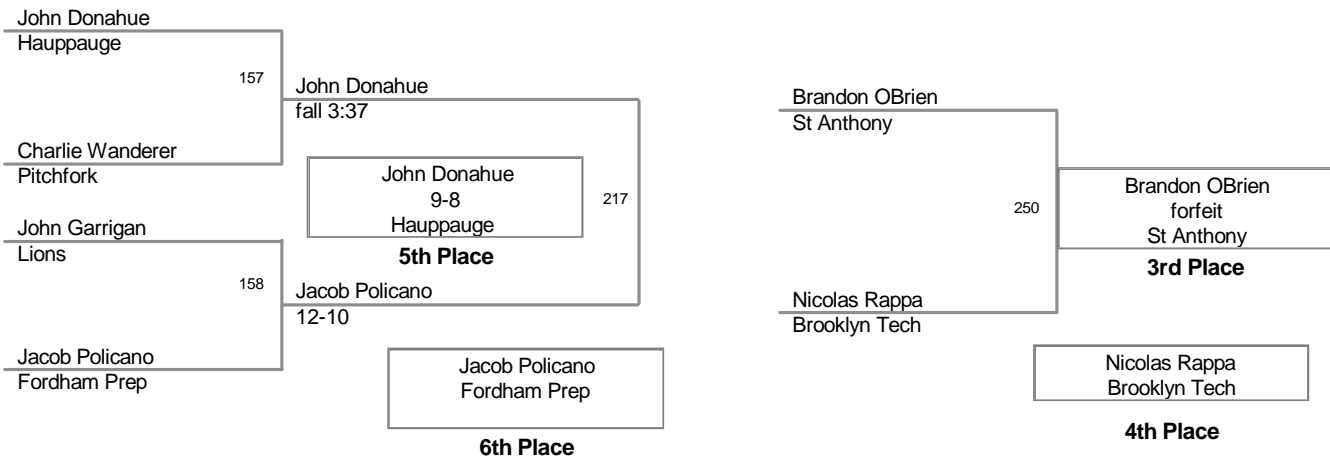 John Donahue
Hauppauge
157
John Donahue
fall 3:37
Charlie Wanderer
Pitchfork
John Donahue
9-8
Hauppauge
5th Place
217
John Garrigan
Lions
158
Jacob Policano
12-10
Jacob Policano
Fordham Prep
Jacob Policano
Fordham Prep
6th Place
Brandon OBrien
St Anthony
250
Brandon OBrien
forfeit
St Anthony
3rd Place
Nicolas Rappa
Brooklyn Tech
Nicolas Rappa
Brooklyn Tech
4th Place